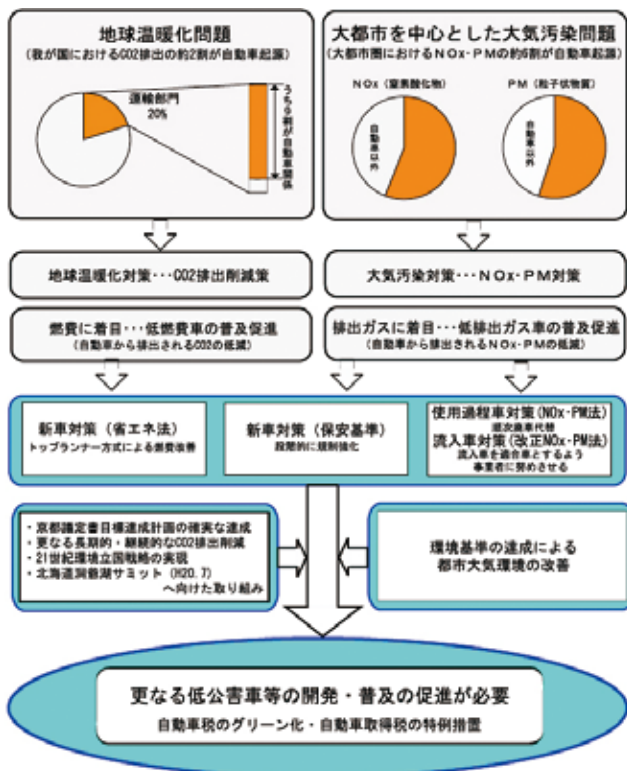 地球温暖化問題
(我が国におけるCO2排出の約2割が自動車起源)
運輸部門
20%
うち9割が自動車関係
大都市を中心とした大気汚染問題
(大都市圏におけるNOx・PMの約6割が自動車起源)
NOx(窒素酸化物)
自動車以外
PM(粒子状物質)
自動車以外
地球温暖化対策・・・CO2排出削減策
大気汚染対策・・・NOx・PM対策
燃費に着目・・・低燃費車の普及促進
(自動車から排出されるCO2の低減)
排出ガスに着目・・・低排出ガス車の普及促進
(自動車から排出されるNOx・PMの低減)
新車対策(省エネ法)
トップランナー方式による燃費改善
新車対策(保安基準)
段階的に規制強化
使用過程車対策(NOx・PM法)
順次廃車代替
流入車対策(改正NOx・PM法)
流入車を適合車とするよう
事業者に努めさせる
・京都議定書目標達成計画の確実な達成
・更なる長期的・継続的なCO2排出削減
・21世紀環境立国戦略の実現
・北海道洞爺湖サミット(H20.7)
へ向けた取り組み
環境基準の達成による
都市大気環境の改善
更なる低公害車等の開発・普及の促進が必要
自動車税のグリーン化・自動車取得税の特例措置